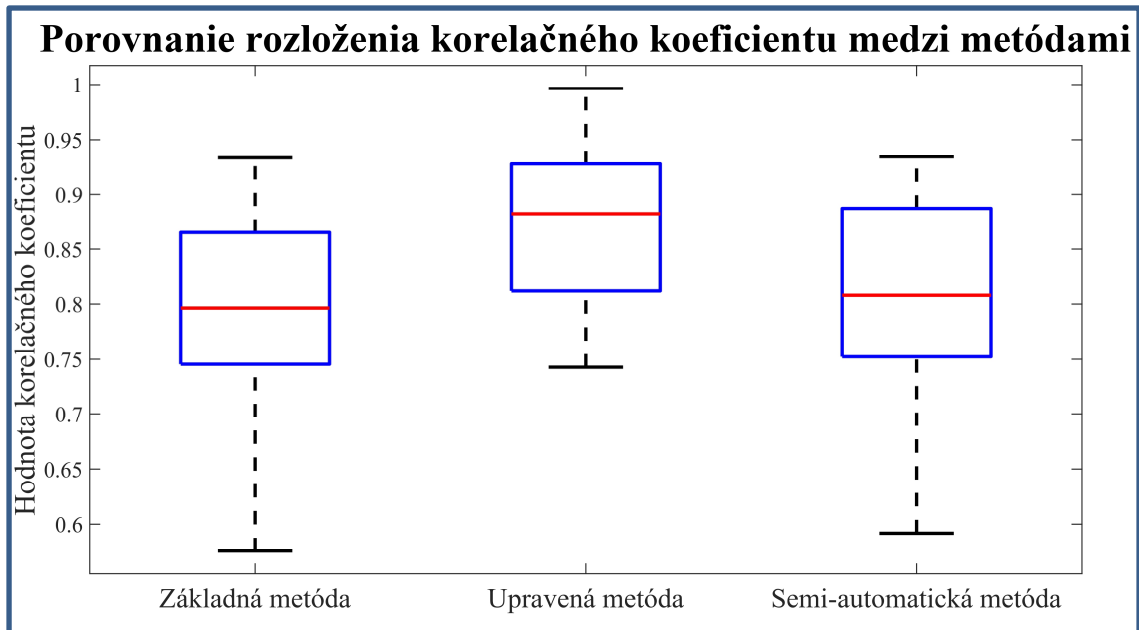 Porovnanie rozloženia korelačného koeficientu medzi metódami
Hodnota korelačného koeficientu
1
0.95
0.9
0.85
0.8
0.75
0.7
0.65
0.6
Základná metóda
Upravená metóda
Semi-automatická metóda